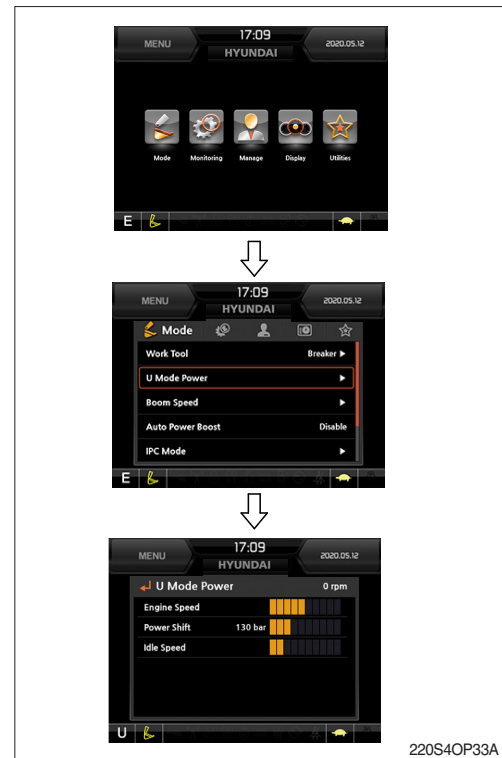 MENU 17:09 2020.05.12
HYUNDAI
Mode Monitoring Manage Display Utilities
E
MENU 17:09 2020.05.12
HYUNDAI
Mode
Work Tool Breaker ▶
U Mode Power ▶
Boom Speed ▶
Auto Power Boost Disable
IPC Mode ▶
E
MENU 17:09 2020.05.12
HYUNDAI
U Mode Power 0 rpm
Engine Speed
Power Shift 130 bar
Idle Speed
U
220S4OP33A